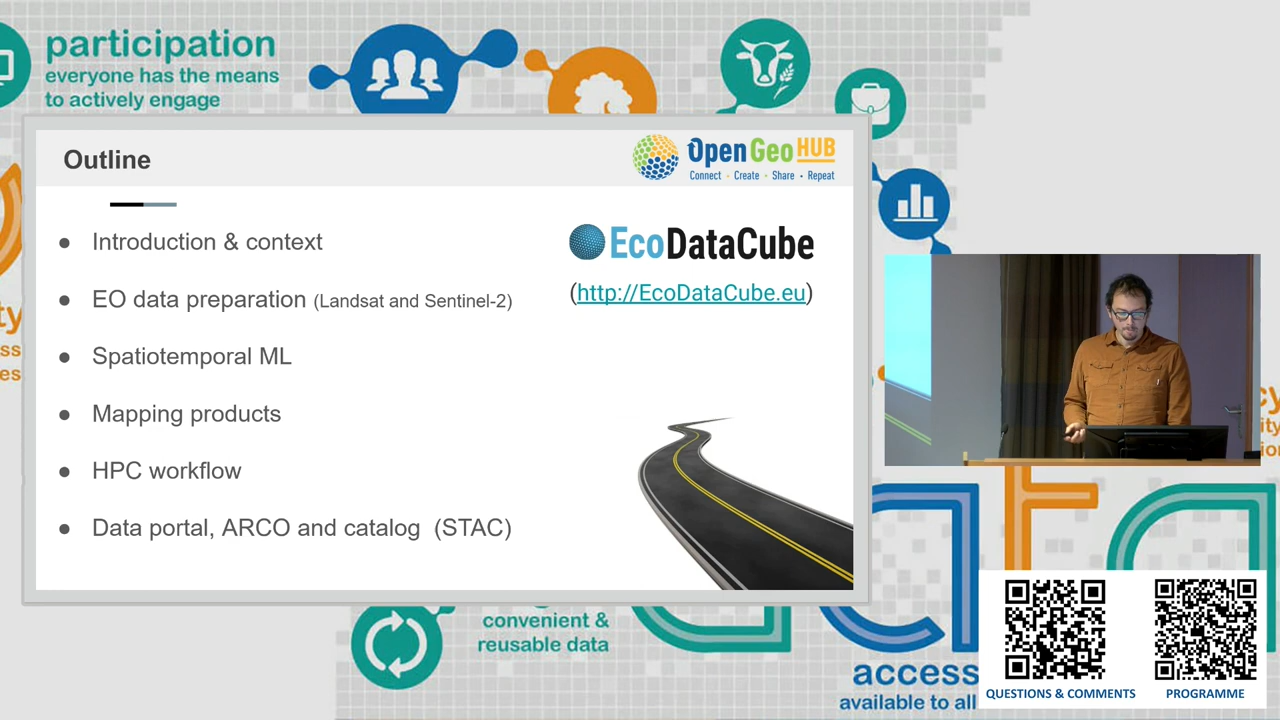 participation
everyone has the means
to actively engage
Outline
Open Geo HUB
Connect · Create · Share · Repeat
● Introduction & context
● EO data preparation (Landsat and Sentinel-2)
● Spatiotemporal ML
● Mapping products
● HPC workflow
● Data portal, ARCO and catalog (STAC)
EcoDataCube
(http://EcoDataCube.eu)
convenient &
reusable data
access
available to all
QUESTIONS & COMMENTS
PROGRAMME